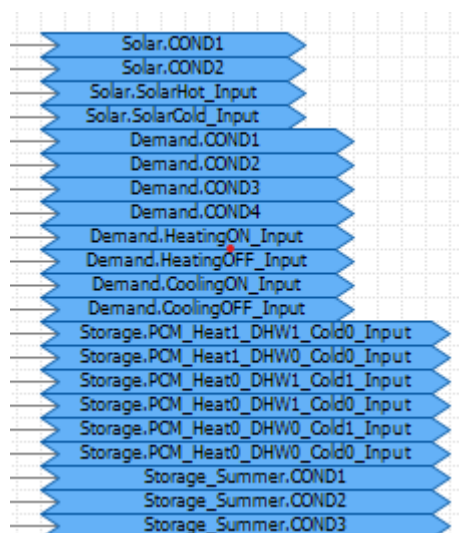 Solar.COND1
Solar.COND2
Solar.SolarHot_Input
Solar.SolarCold_Input
Demand.COND1
Demand.COND2
Demand.COND3
Demand.COND4
Demand.HeatingON_Input
Demand.HeatingOFF_Input
Demand.CoolingON_Input
Demand.CoolingOFF_Input
Storage.PCM_Heat1_DHW1_Cold0_Input
Storage.PCM_Heat1_DHW0_Cold0_Input
Storage.PCM_Heat0_DHW1_Cold1_Input
Storage.PCM_Heat0_DHW1_Cold0_Input
Storage.PCM_Heat0_DHW0_Cold1_Input
Storage.PCM_Heat0_DHW0_Cold0_Input
Storage_Summer.COND1
Storage_Summer.COND2
Storage_Summer.COND3